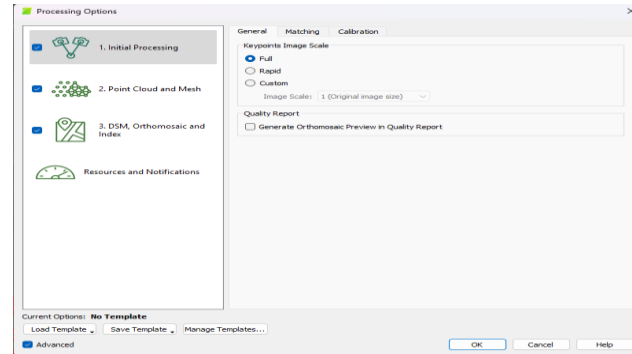 Processing Options
General Matching Calibration
1. Initial Processing
Keypoints Image Scale
Full
Rapid
Custom
Image Scale: 1 (Original image size)
2. Point Cloud and Mesh
Quality Report
Generate Orthomosaic Preview in Quality Report
3. DSM, Orthomosaic and
Index
Resources and Notifications
Current Options: No Template
Load Template Save Template Manage Templates...
Advanced
OK Cancel Help